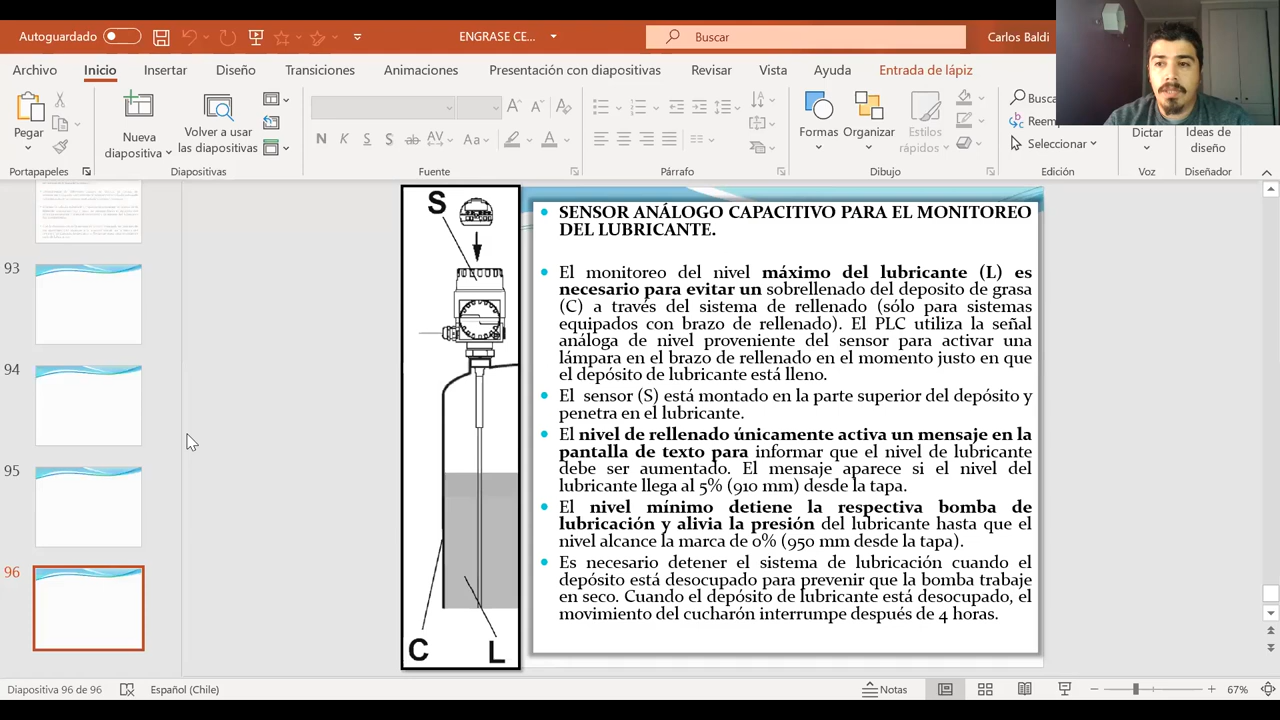 Autoguardado
ENGRASE CE...
Buscar
Carlos Baldi
Archivo
Inicio
Insertar
Diseño
Transiciones
Animaciones
Presentación con diapositivas
Revisar
Vista
Ayuda
Entrada de lápiz
Pegar
Nueva
diapositiva
Volver a usar
las diapositivas
N K S S ab AV Aa A
Formas
Organizar
Estilos
rápidos
Busca
Reem
Seleccionar
Dictar
Ideas de
diseño
Portapapeles
Diapositivas
Fuente
Párrafo
Dibujo
Edición
Voz
Diseñador
93
94
95
96
S
C
L
• SENSOR ANÁLOGO CAPACITIVO PARA EL MONITOREO
DEL LUBRICANTE.
• El monitoreo del nivel máximo del lubricante (L) es
necesario para evitar un sobrellenado del deposito de grasa
(C) a través del sistema de rellenado (sólo para sistemas
equipados con brazo de rellenado). El PLC utiliza la señal
análoga de nivel proveniente del sensor para activar una
lámpara en el brazo de rellenado en el momento justo en que
el depósito de lubricante está lleno.
• El sensor (S) está montado en la parte superior del depósito y
penetra en el lubricante.
• El nivel de rellenado únicamente activa un mensaje en la
pantalla de texto para informar que el nivel de lubricante
debe ser aumentado. El mensaje aparece si el nivel del
lubricante llega al 5% (910 mm) desde la tapa.
• El nivel mínimo detiene la respectiva bomba de
lubricación y alivia la presión del lubricante hasta que el
nivel alcance la marca de 0% (950 mm desde la tapa).
• Es necesario detener el sistema de lubricación cuando el
depósito está desocupado para prevenir que la bomba trabaje
en seco. Cuando el depósito de lubricante está desocupado, el
movimiento del cucharón interrumpe después de 4 horas.
Diapositiva 96 de 96
Español (Chile)
Notas
67%